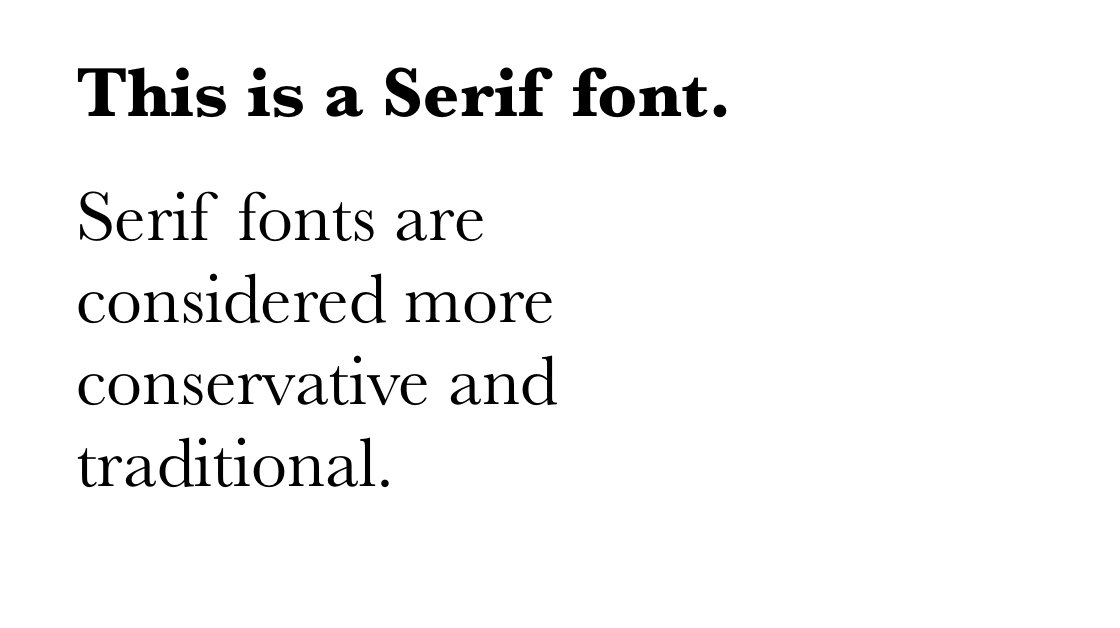 This is a Serif font.
Serif fonts are
considered more
conservative and
traditional.